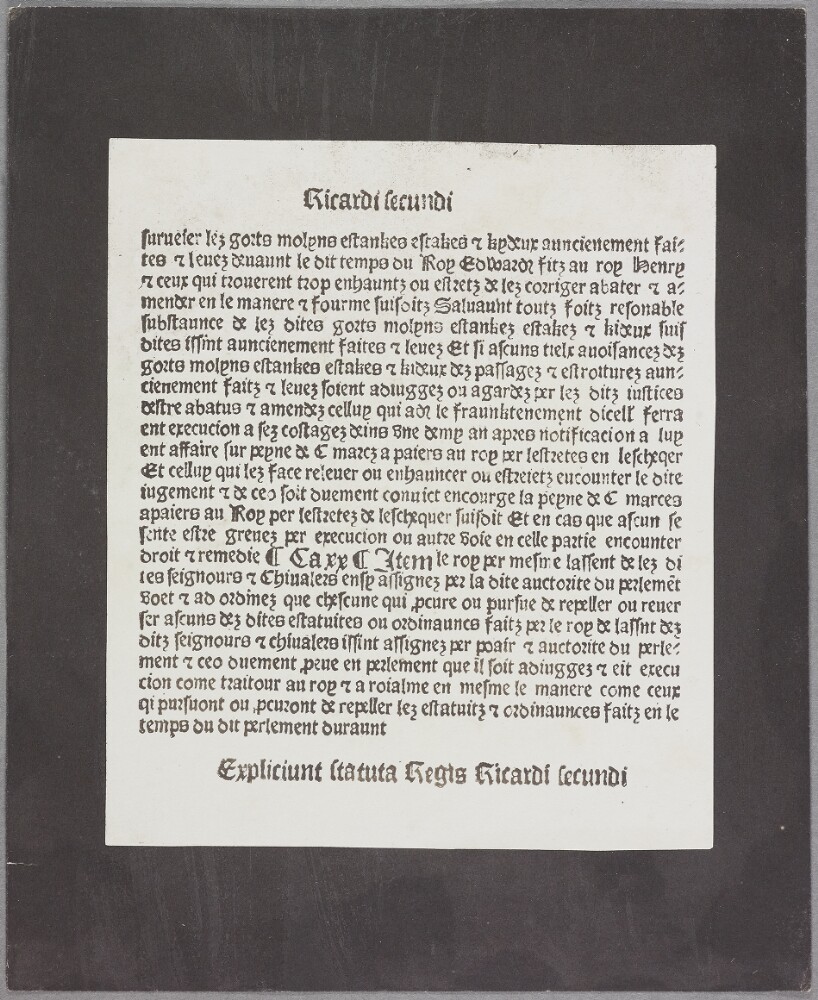 Ricardi secundi
surueier lez gorts molyns estankes estakes ⁊ kydeux auncienement fai⸗
tes ⁊ leuez deuaunt le dit temps du Roy Edwardz fitz au roy Henry
⁊ ceux qui trouerent trop enhauntz ou estretz de lez corriger abater ⁊ a⸗
mender en le manere ⁊ fourme suisditz Saluaunt toutz foitz resonable
substaunce de lez dites gorts molyns estankez estakez ⁊ kideux suis
dites issint auncienement faites ⁊ leuez Et si ascuns tielx anoisancez dez
gorts molyns estankes estakes ⁊ kideux dez passagez ⁊ estroiturez aun⸗
cienement faitz ⁊ leuez soient adiuggez ou agardez per lez ditz iustices
destre abatus ⁊ amendez celluy qui ade le fraunktenement dicell ferra
ent execucion a sez costagez deins vne demy an apres notificacion a luy
ent affaire sur peyne de C marcz a paiers au roy per lestretes en lescheqer
Et celluy qui lez face releuer ou enhauncer ou estreietz encounter le dite
iugement ⁊ de ceo soit duement conuict encourge la peyne de C marces
apaiers au Roy per lestretez de leschequer suisdit Et en cas que ascun se
sente estre greuez per execucion ou autre voie en celle partie encounter
droit ⁊ remedie ¶ Ca xx ¶ Item le roy per mesme lassent de lez di
tes seignours ⁊ Chiualers ensy assignez per la dite auctorite du perlemēt
voet ⁊ ad ordinez que chescune qui ꝓcure ou pursue de repeller ou reuer
ser ascuns dez dites estatuites ou ordinaunces faitz per le roy de lassnt dez
ditz seignours ⁊ chiualers issint assignez per poair ⁊ auctorite du perle⸗
ment ⁊ ceo duement ꝓeue en perlement que il soit adiuggez ⁊ eit execu
cion come traitour au roy ⁊ a roialme en mesme le manere come ceux
qi pursuont ou ꝓcuront de repeller lez estatuitz ⁊ ordinaunces faitz en le
temps du dit perlement duraunt
Expliciunt statuta Regis Ricardi secundi